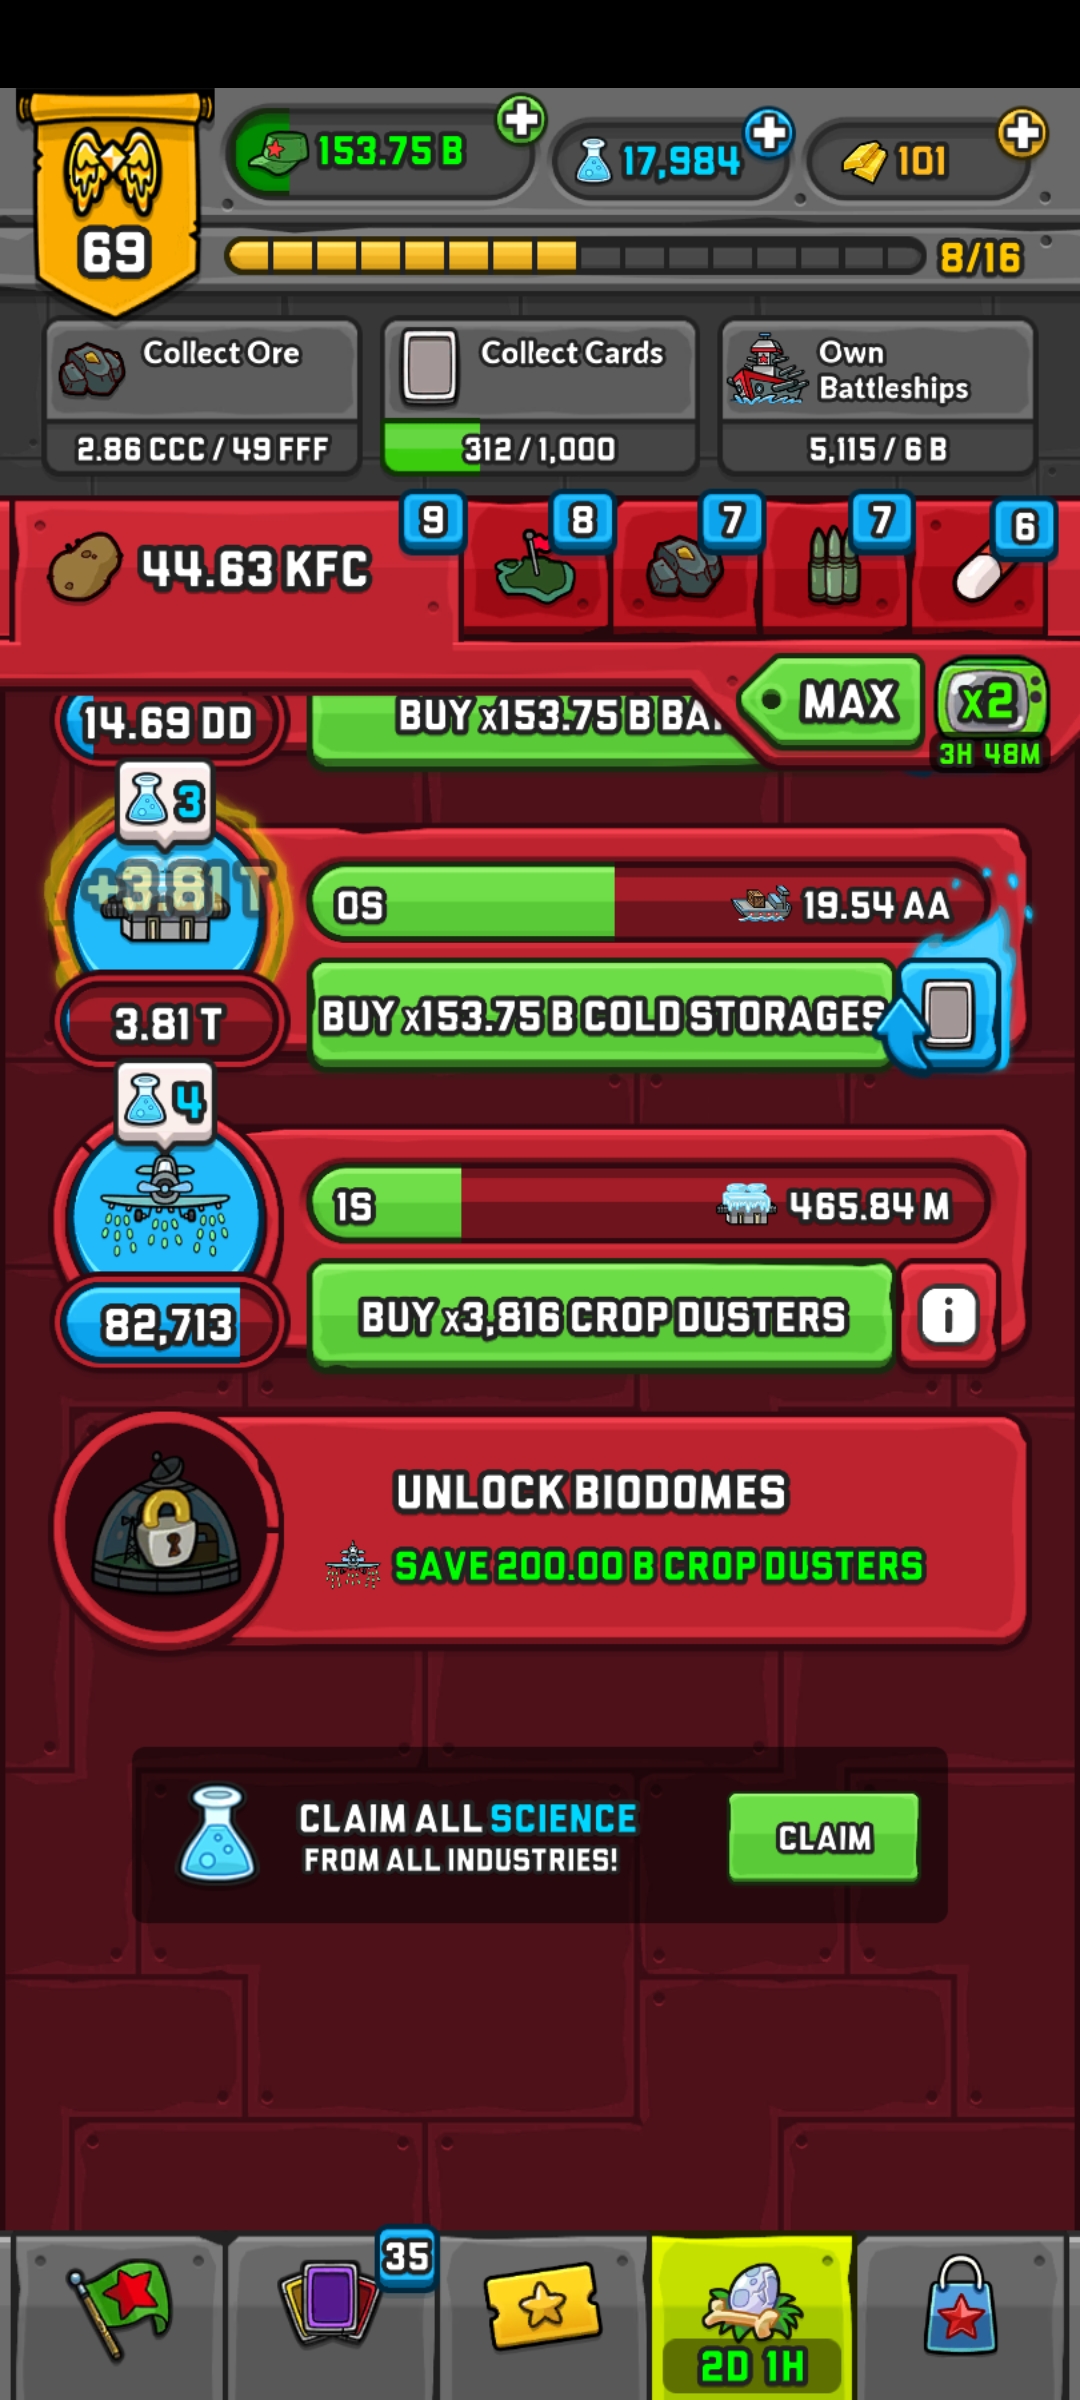 69
153.75 B
17,984
101
8/16
Collect Ore
2.86 CCC / 49 FFF
Collect Cards
312 / 1,000
Own
Battleships
5,115 / 6 B
44.63 KFC
9
8
7
7
6
MAX
x2
3H 48M
14.69 DD
BUY x153.75 B BA
3
+3.81 T
3.81 T
0S
19.54 AA
BUY x153.75 B COLD STORAGES
4
82,713
1S
465.84 M
BUY x3,816 CROP DUSTERS
i
UNLOCK BIODOMES
SAVE 200.00 B CROP DUSTERS
CLAIM ALL SCIENCE
FROM ALL INDUSTRIES!
CLAIM
35
2D 1H